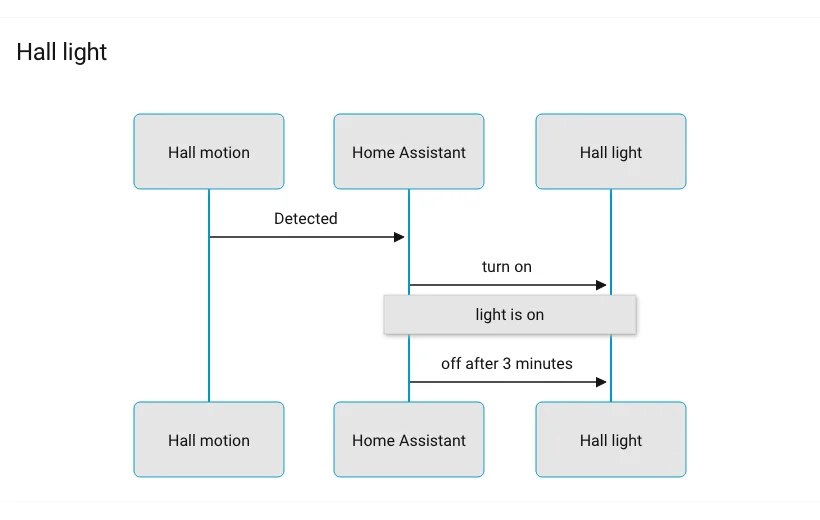 Hall light
Hall motion
Home Assistant
Hall light
Detected
turn on
light is on
off after 3 minutes
Hall motion
Home Assistant
Hall light